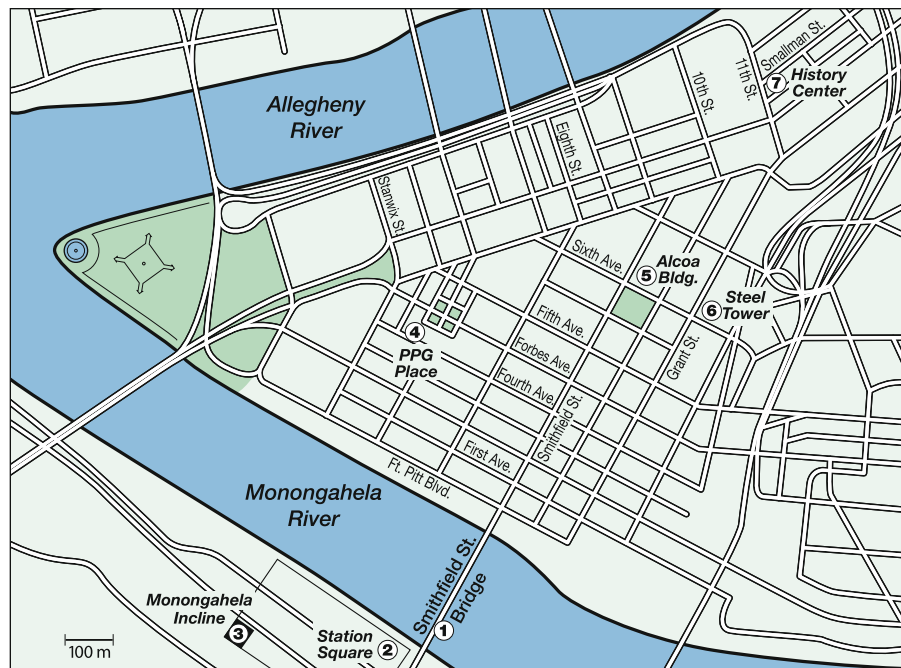 Smallman St.
7
History
Center
11th St.
10th St.
Allegheny
River
Eighth St.
Stanwix St.
Sixth Ave.
5
Alcoa
Bldg.
6
Steel
Tower
Fifth Ave.
4
PPG
Place
Forbes Ave.
Grant St.
Fourth Ave.
Smithfield St.
First Ave.
Ft. Pitt Blvd.
Monongahela
River
Smithfield St.
Bridge
1
Monongahela
Incline
3
Station
Square
2
100 m